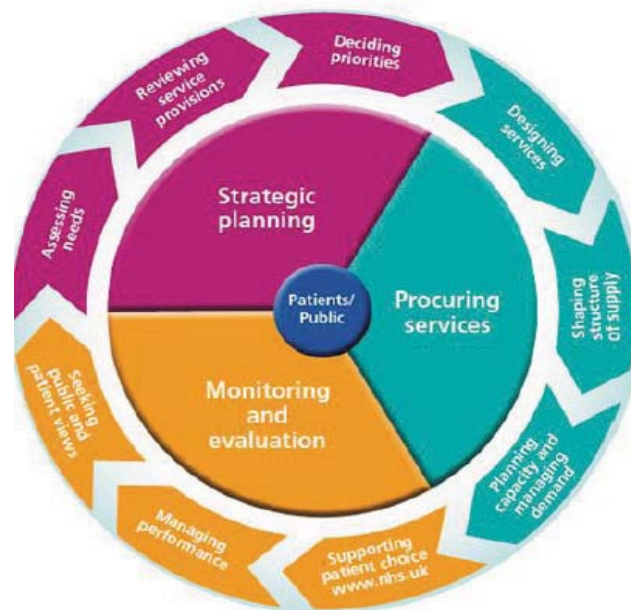 Deciding
priorities
Designing
services
Shaping
structure
of supply
Planning
capacity and
managing
demand
Supporting
patient choice
www.nhs.uk
Managing
performance
Seeking
public and
patient views
Assessing
needs
Reviewing
service
provisions
Strategic
planning
Procuring
services
Monitoring
and
evaluation
Patients/
Public